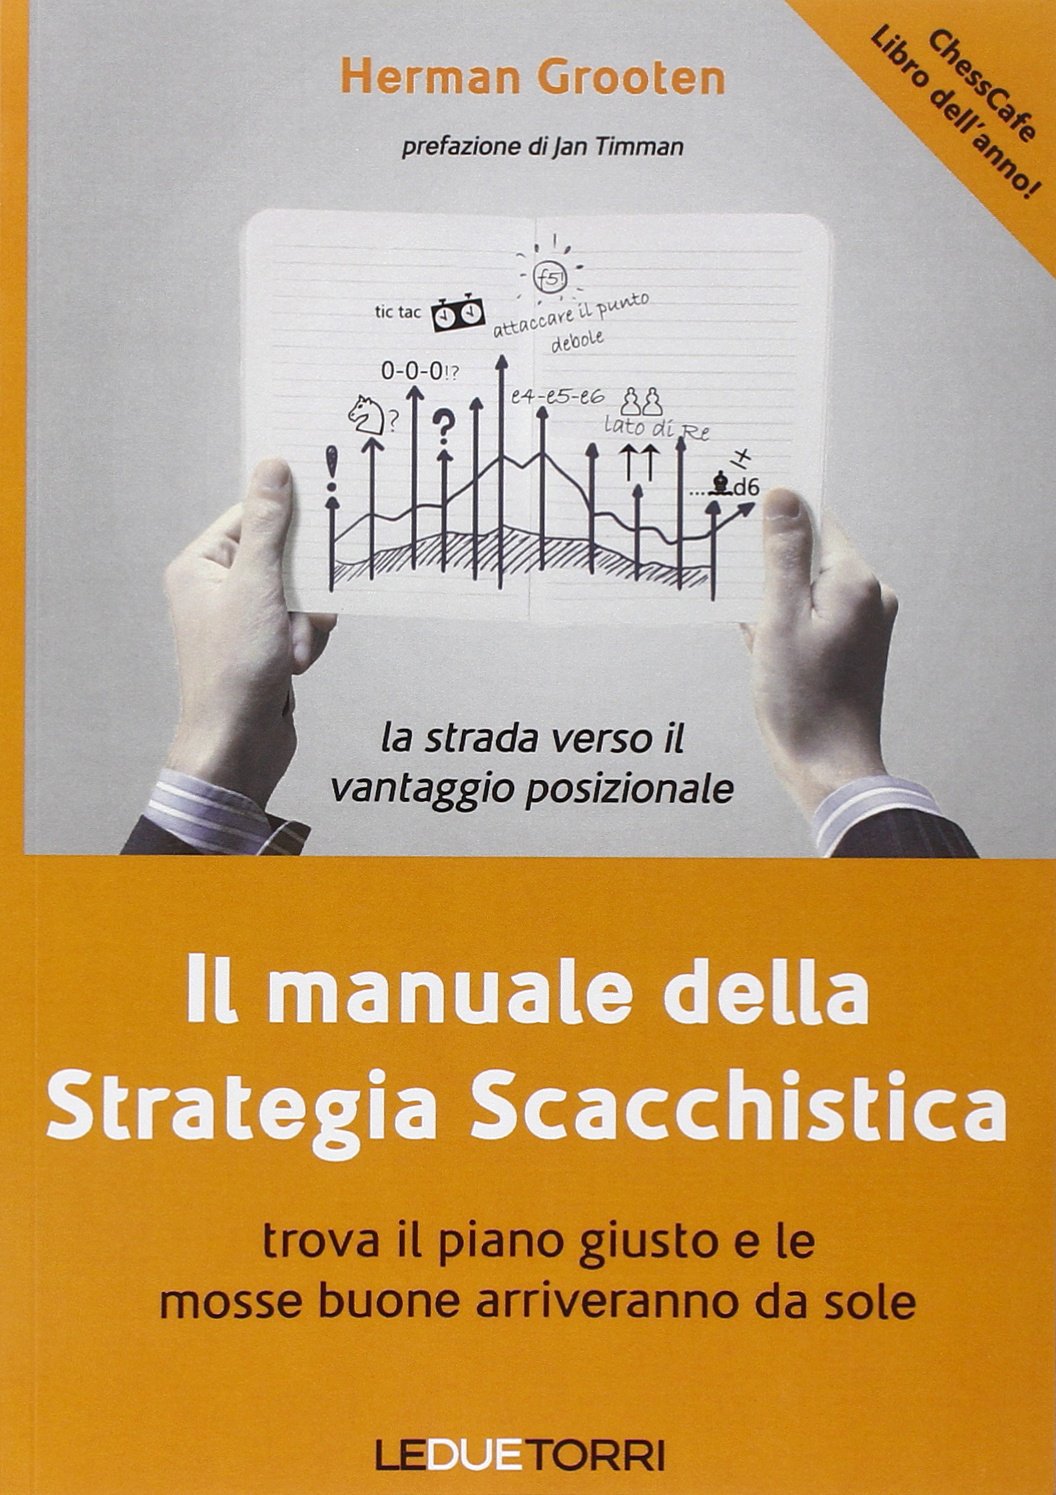 Herman Grooten
prefazione di Jan Timman
ChessCafe
Libro dell'anno!
f5!
tic tac
attaccare il punto
debole
0-0-0!?
?
e4-e5-e6
?
lato di Re
!
±
...d6
la strada verso il
vantaggio posizionale
Il manuale della
Strategia Scacchistica
trova il piano giusto e le
mosse buone arriveranno da sole
LEDUETORRI